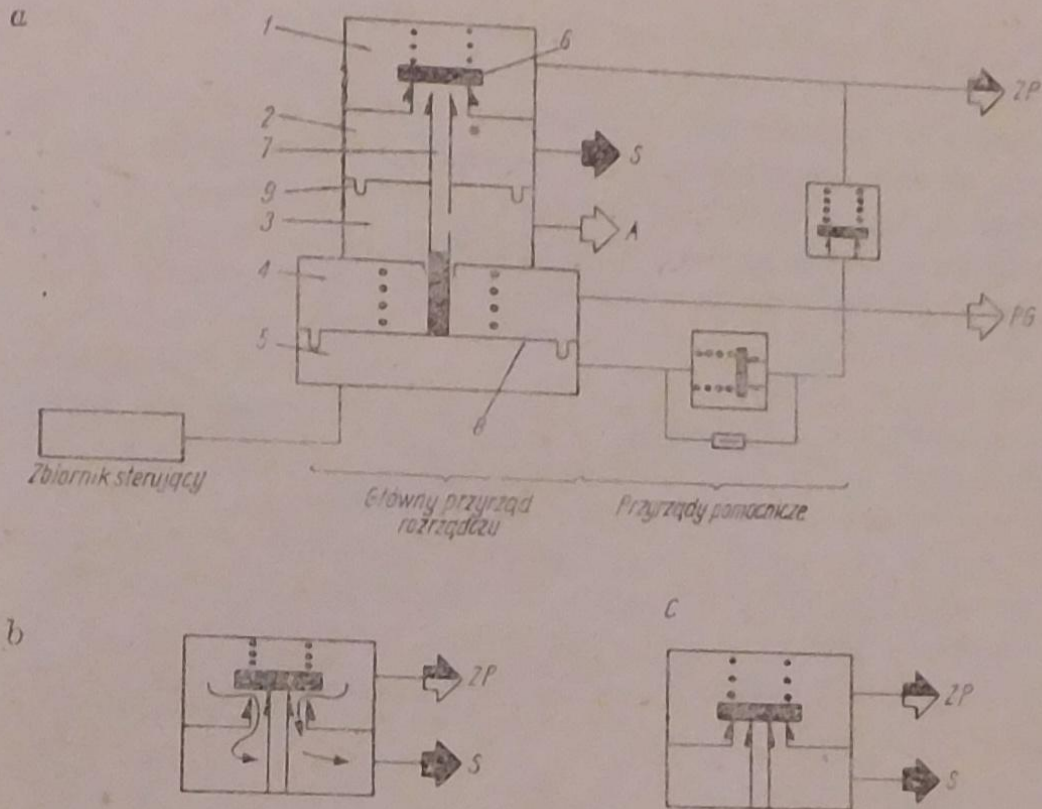 a
1
6
ZP
2
7
S
9
3
A
4
PG
5
8
Zbiornik sterujący
Główny przyrząd
rozrządczu
Przyrządy pomocnicze
b
ZP
S
C
ZP
S